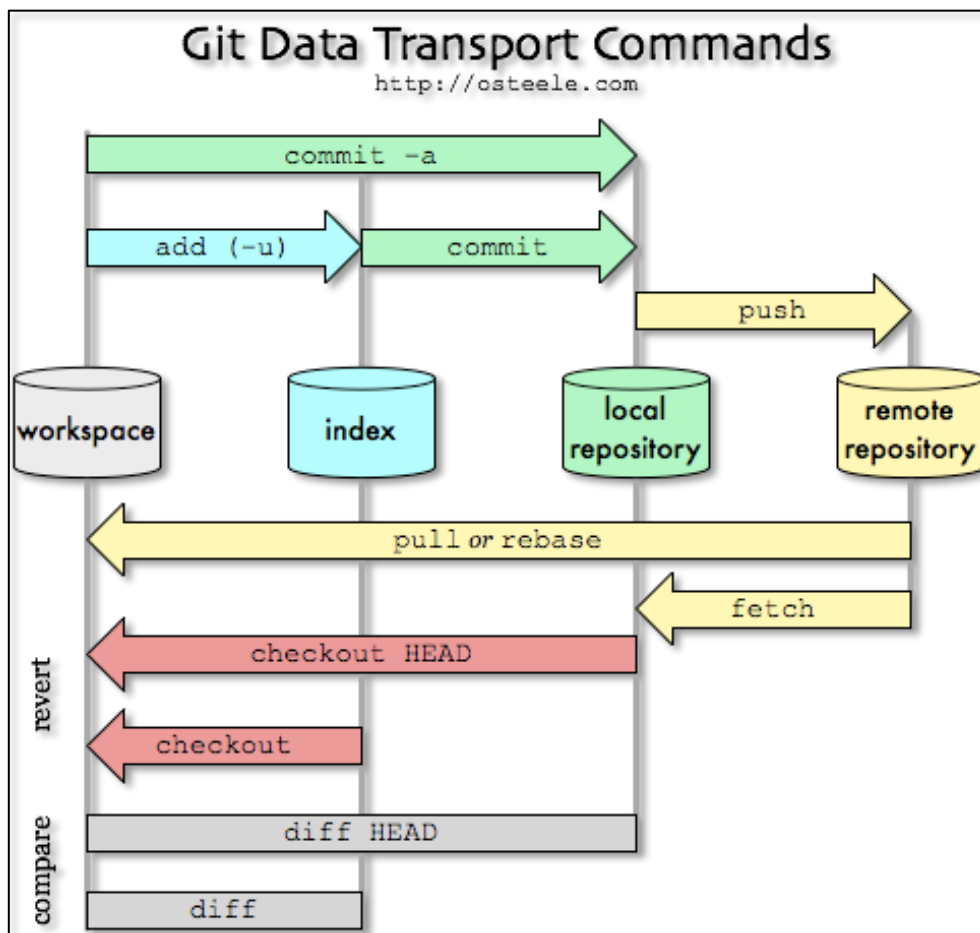 Git Data Transport Commands
http://osteele.com
commit -a
add (-u)
commit
push
workspace
index
local
repository
remote
repository
pull or rebase
fetch
revert
checkout HEAD
checkout
compare
diff HEAD
diff